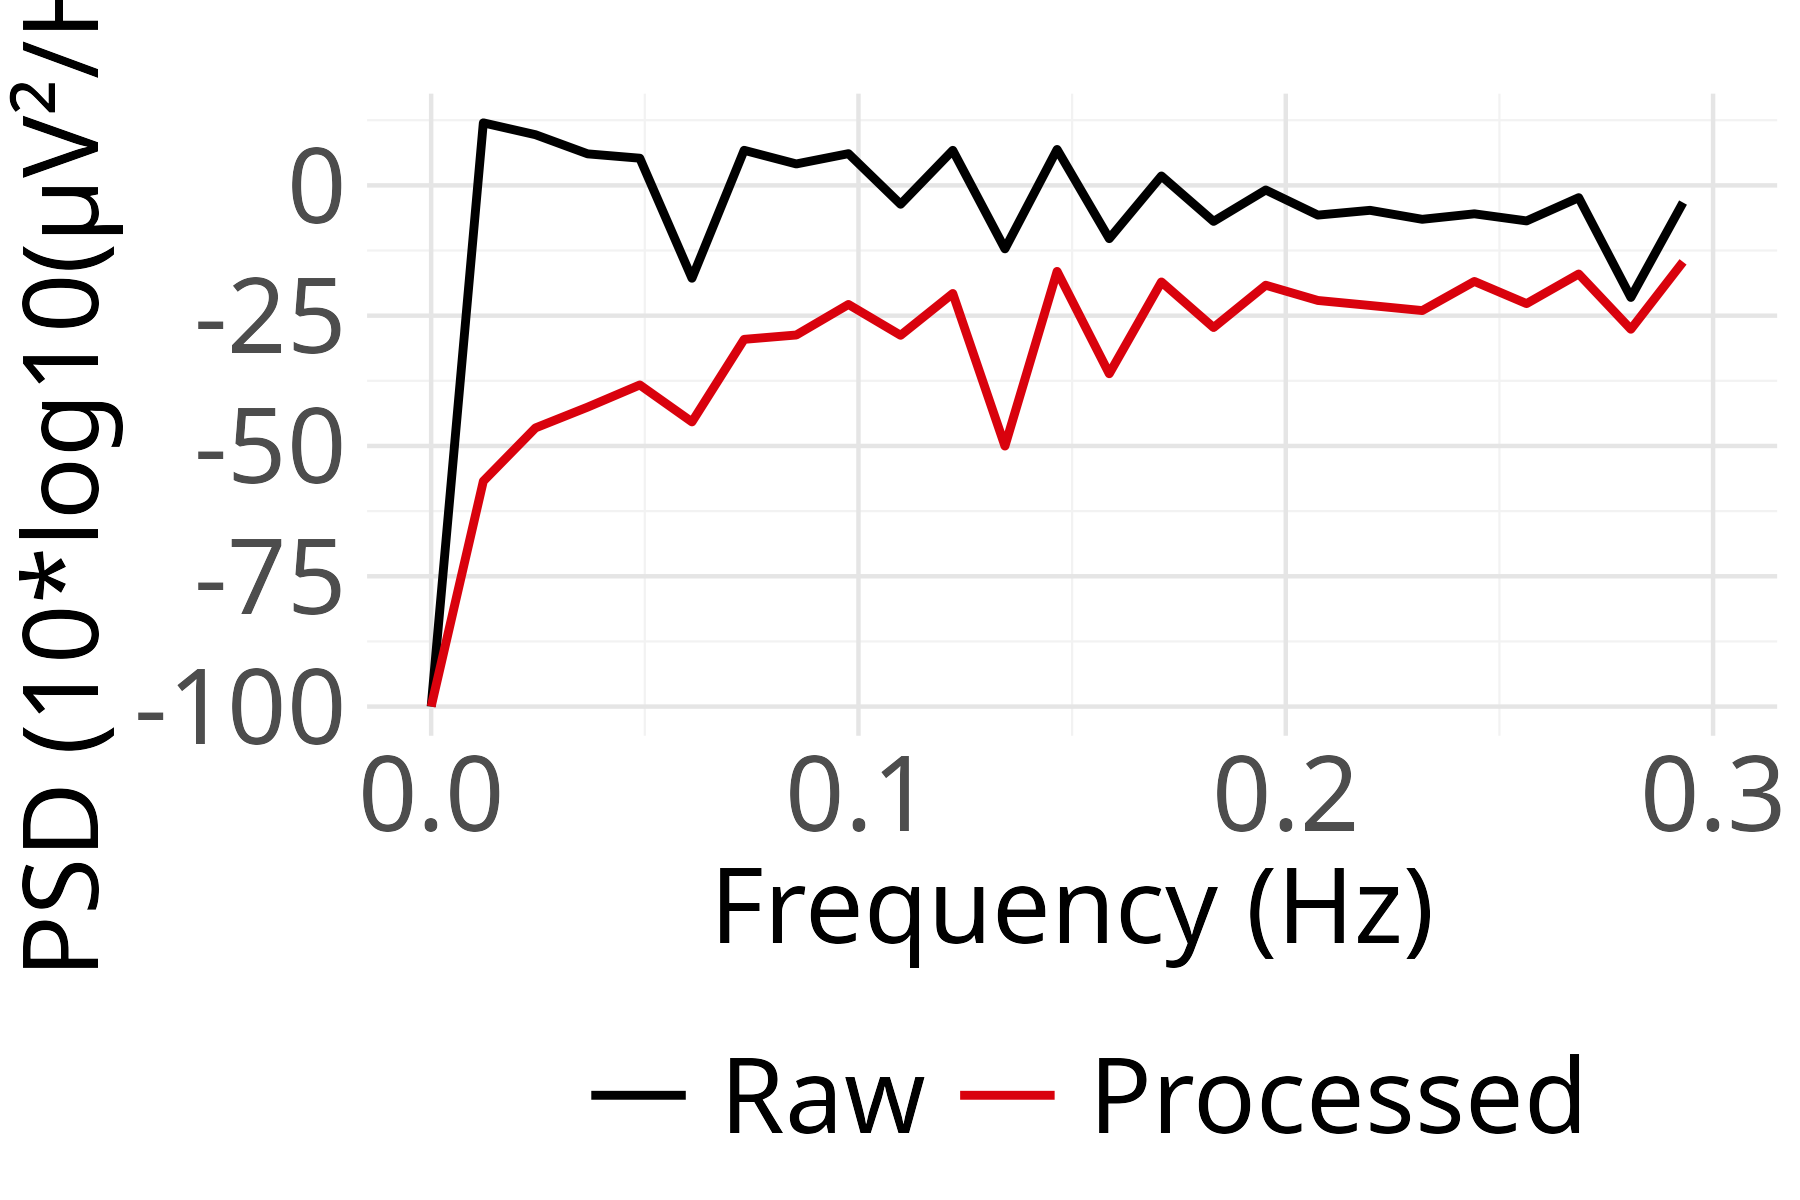 PSD (10*log10(µV²/H
0
-25
-50
-75
-100
0.0 0.1 0.2 0.3
Frequency (Hz)
Raw Processed